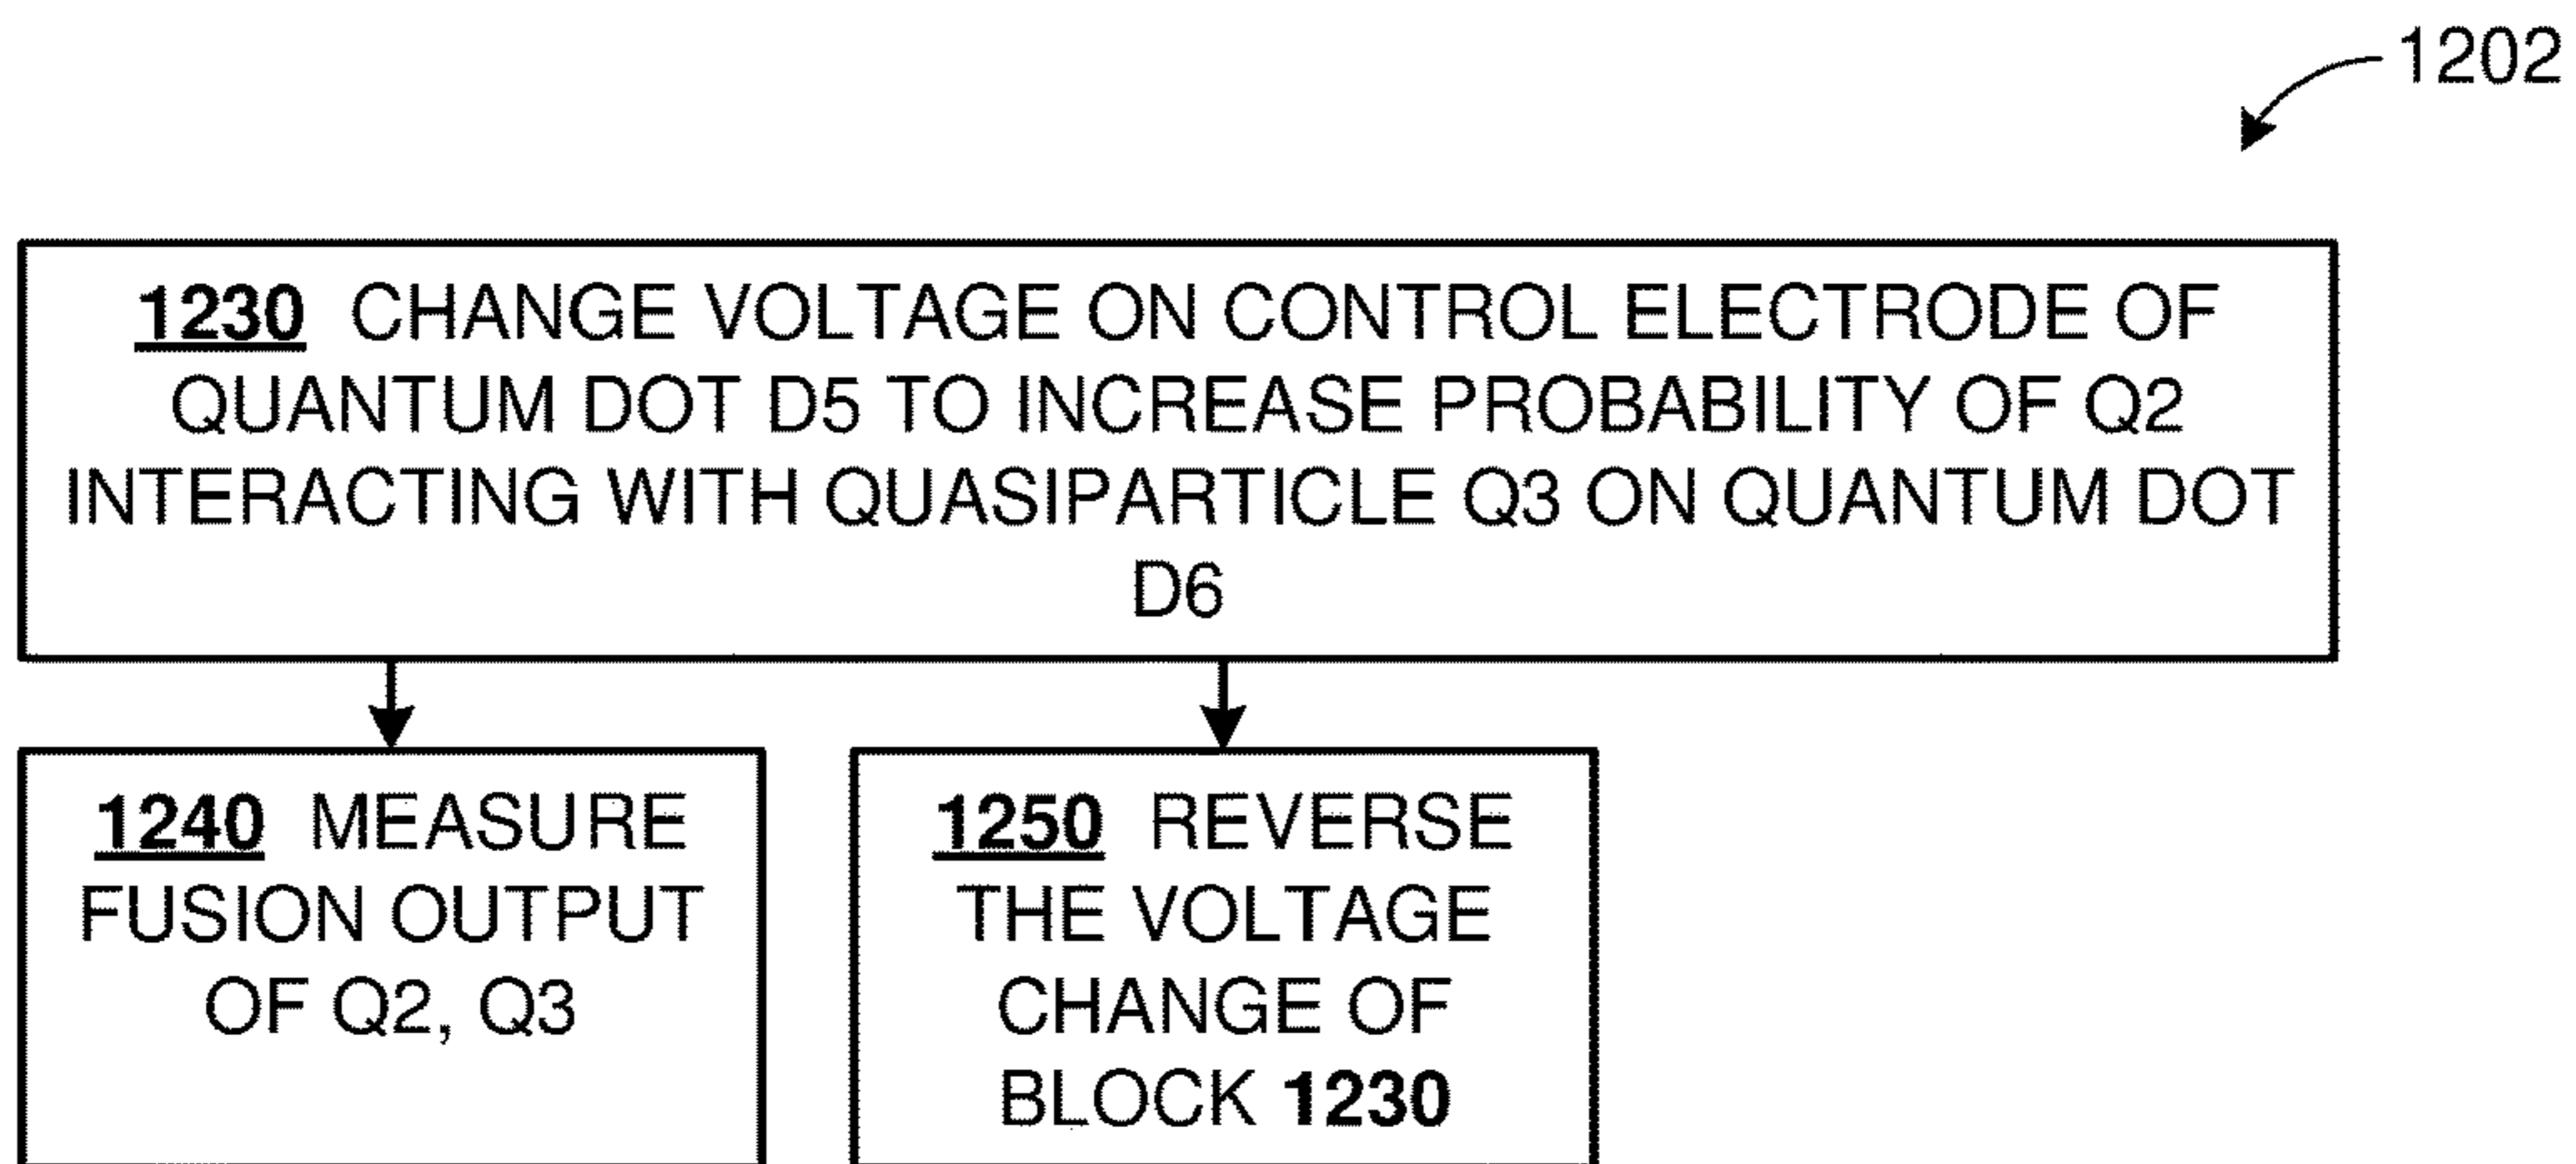 1202
1230 CHANGE VOLTAGE ON CONTROL ELECTRODE OF
QUANTUM DOT D5 TO INCREASE PROBABILITY OF Q2
INTERACTING WITH QUASIPARTICLE Q3 ON QUANTUM DOT
D6
1240 MEASURE
FUSION OUTPUT
OF Q2, Q3
1250 REVERSE
THE VOLTAGE
CHANGE OF
BLOCK 1230